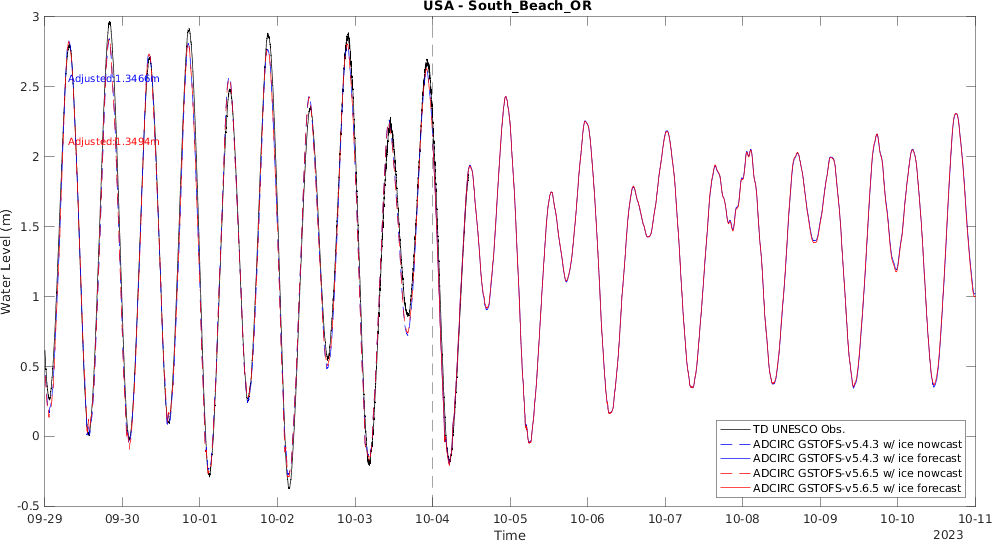 USA - South_Beach_OR
3
2.5
2
1.5
1
0.5
0
-0.5
Water Level (m)
Adjusted:1.3466m
Adjusted:1.3494m
TD UNESCO Obs.
ADCIRC GSTOFS-v5.4.3 w/ ice nowcast
ADCIRC GSTOFS-v5.4.3 w/ ice forecast
ADCIRC GSTOFS-v5.6.5 w/ ice nowcast
ADCIRC GSTOFS-v5.6.5 w/ ice forecast
09-29 09-30 10-01 10-02 10-03 10-04 10-05 10-06 10-07 10-08 10-09 10-10 10-11
Time
2023